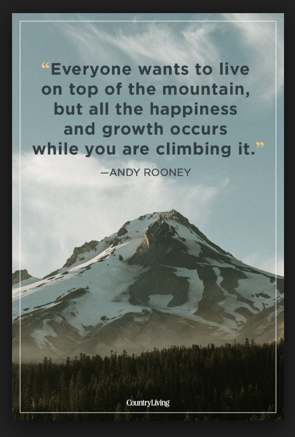 “Everyone wants to live
on top of the mountain,
but all the happiness
and growth occurs
while you are climbing it.”
—ANDY ROONEY
CountryLiving